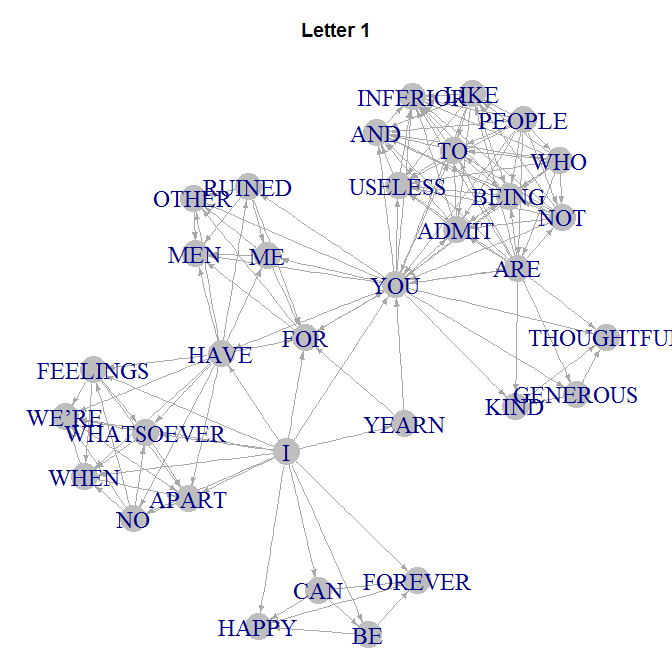 Letter 1
INFERIOR
LIKE
PEOPLE
AND
TO
WHO
RUINED
USELESS
BEING
OTHER
NOT
ADMIT
MEN
ME
ARE
YOU
FOR
THOUGHTFUL
HAVE
FEELINGS
GENEROUS
KIND
WE'RE
YEARN
WHATSOEVER
I
WHEN
APART
NO
FOREVER
CAN
HAPPY
BE